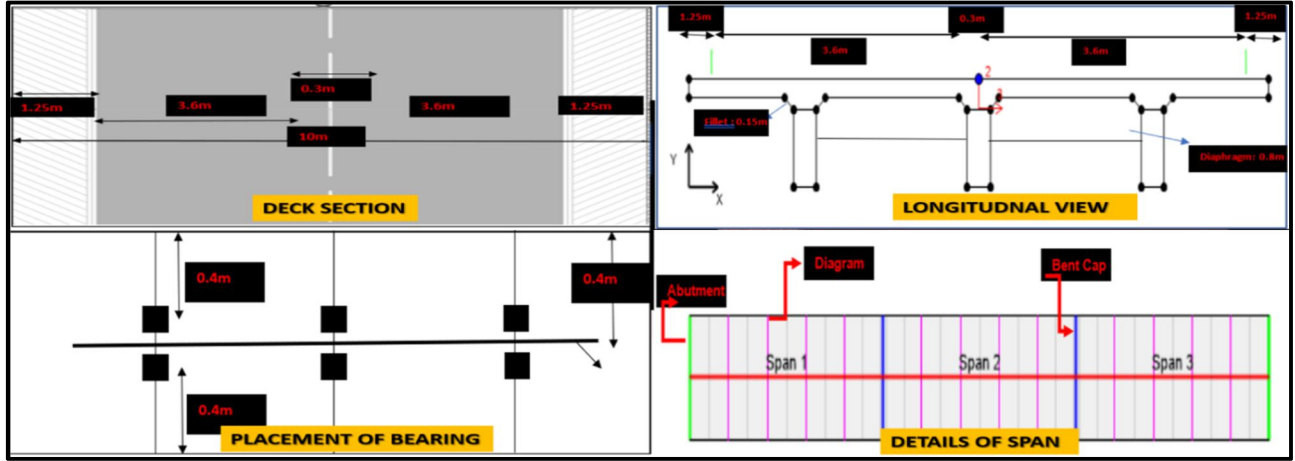 1.25m
3.6m
0.3m
3.6m
1.25m
10m
DECK SECTION
1.25m
0.3m
1.25m
3.6m
3.6m
2
3
Fillet : 0.15m
Diaphragm: 0.8m
Y
X
LONGITUDNAL VIEW
0.4m
0.4m
0.4m
PLACEMENT OF BEARING
Diagram
Bent Cap
Abutment
Span 1
Span 2
Span 3
DETAILS OF SPAN